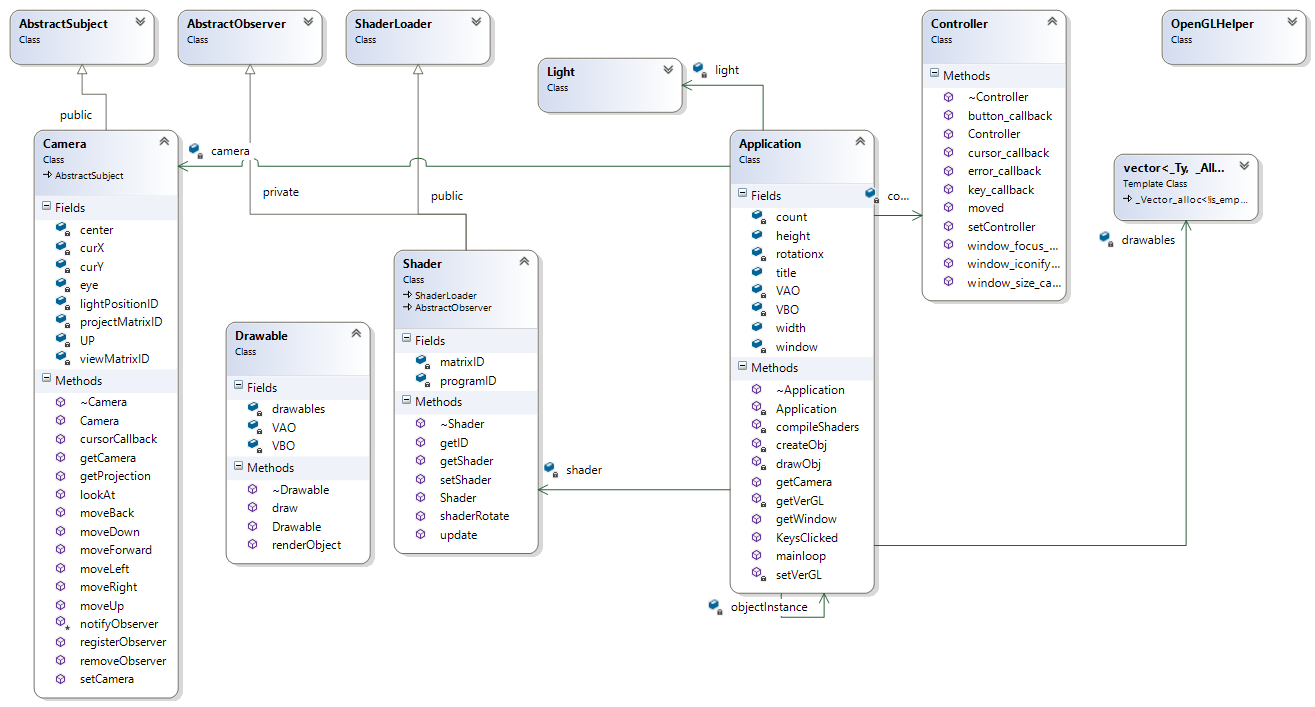 AbstractSubject
Class
AbstractObserver
Class
ShaderLoader
Class
Light
Class
light
Controller
Class
Methods
~Controller
button_callback
Controller
cursor_callback
error_callback
key_callback
moved
setController
window_focus_...
window_iconify...
window_size_ca...
OpenGLHelper
Class
public
private
public
Camera
Class
AbstractSubject
Fields
center
curX
curY
eye
lightPositionID
projectMatrixID
UP
viewMatrixID
Methods
~Camera
Camera
cursorCallback
getCamera
getProjection
lookAt
moveBack
moveDown
moveForward
moveLeft
moveRight
moveUp
notifyObserver
registerObserver
removeObserver
setCamera
camera
Drawable
Class
Fields
drawables
VAO
VBO
Methods
~Drawable
draw
Drawable
renderObject
Shader
Class
ShaderLoader
AbstractObserver
Fields
matrixID
programID
Methods
~Shader
getID
getShader
setShader
Shader
shaderRotate
update
shader
Application
Class
Fields
count
height
rotationx
title
VAO
VBO
width
window
Methods
~Application
Application
compileShaders
createObj
drawObj
getCamera
getVerGL
getWindow
KeysClicked
mainloop
setVerGL
objectInstance
co...
vector<_Ty, _All...
Template Class
_Vector_alloc<!is_emp...
drawables